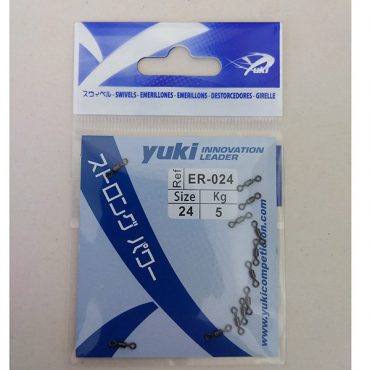 Yuki
スウィベル・SWIVELS・EMERILLONES・EMERILLONS・DESTORCEDORES・GIRELLE
yuki INNOVATION
LEADER
Ref ER-024
Size Kg
24 5
ストロング パワー
www.yukicompetition.com